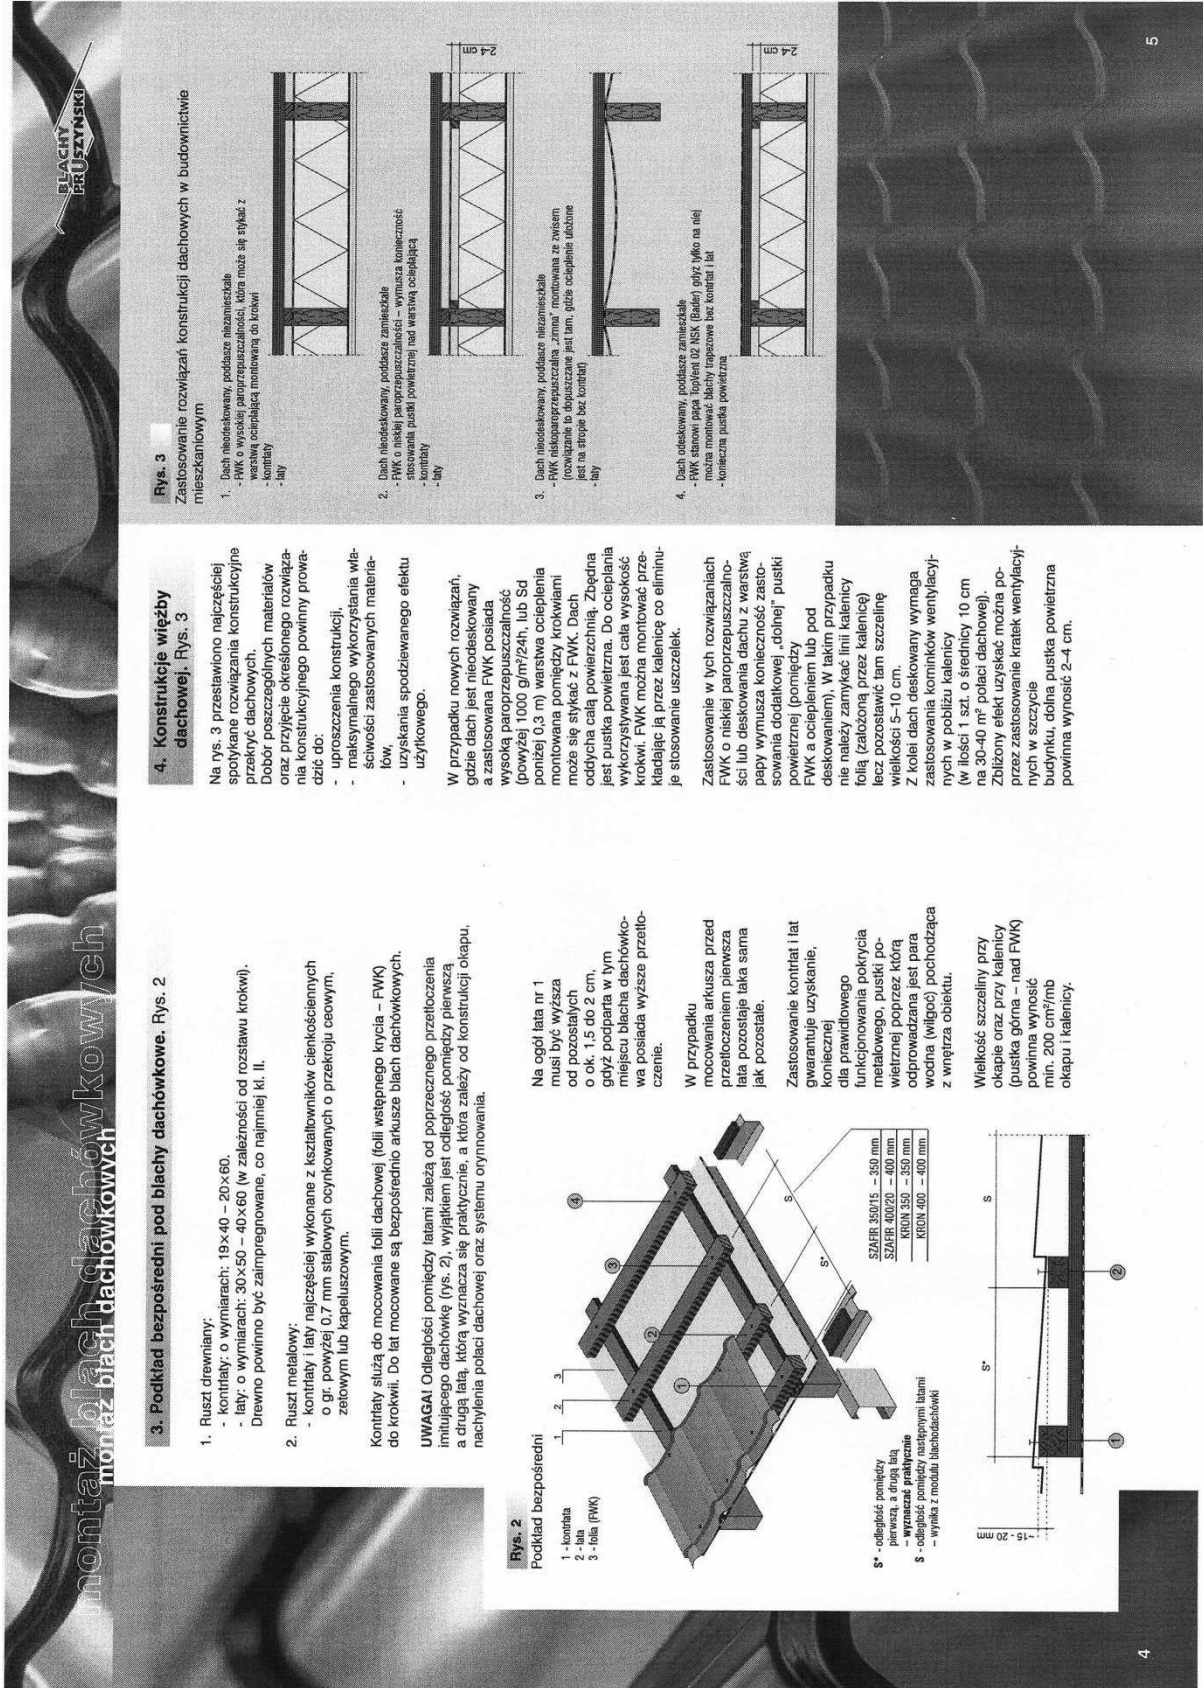 montaż blach dachówkowych
montaż blach dachówkowych
3. Podkład bezpośredni pod blachy dachówkowe. Rys. 2
1. Ruszt drewniany:
- kontrłaty: o wymiarach: 19×40 – 20×60.
- łaty: o wymiarach: 30×50 – 40×60 (w zależności od rozstawu krokwi).
Drewno powinno być zaimpregnowane, co najmniej kl. II.
2. Ruszt metalowy:
- kontrłaty i łaty najczęściej wykonane z kształtowników cienkościennych
o gr. powyżej 0,7 mm stalowych ocynkowanych o przekroju ceowym,
zetowym lub kapeluszowym.
Kontrłaty służą do mocowania folii dachowej (folii wstępnego krycia – FWK)
do krokwii. Do łat mocowane są bezpośrednio arkusze blach dachówkowych.
UWAGA! Odległości pomiędzy łatami zależą od poprzecznego przetłoczenia
imitującego dachówkę (rys. 2), wyjątkiem jest odległość pomiędzy pierwszą
a drugą łatą, którą wyznacza się praktycznie, a która zależy od konstrukcji okapu,
nachylenia połaci dachowej oraz systemu orynnowania.
Rys. 2
Podkład bezpośredni
1 - kontrłata
2 - łata
3 - folia (FWK)
1
2
3
1
2
3
4
S*
S
SZAFIR 350/15 – 350 mm
SZAFIR 400/20 – 400 mm
KRON 350 – 350 mm
KRON 400 – 400 mm
S* - odległość pomiędzy
pierwszą, a drugą łatą
– wyznaczać praktycznie
S - odległość pomiędzy następnymi łatami
– wynika z modułu blachodachówki
~15 - 20 mm
S*
S
1
2
Na ogół łata nr 1
musi być wyższa
od pozostałych
o ok. 1,5 do 2 cm,
gdyż podparta w tym
miejscu blacha dachówko-
wa posiada wyższe przetło-
czenie.
W przypadku
mocowania arkusza przed
przetłoczeniem pierwsza
łata pozostaje taka sama
jak pozostałe.
Zastosowanie kontrłat i łat
gwarantuje uzyskanie,
koniecznej
dla prawidłowego
funkcjonowania pokrycia
metalowego, pustki po-
wietrznej poprzez którą
odprowadzana jest para
wodna (wilgoć) pochodząca
z wnętrza obiektu.
Wielkość szczeliny przy
okapie oraz przy kalenicy
(pustka górna – nad FWK)
powinna wynosić
min. 200 cm²/mb
okapu i kalenicy.
4
4. Konstrukcje więźby
dachowej. Rys. 3
Na rys. 3 przestawiono najczęściej
spotykane rozwiązania konstrukcyjne
przekryć dachowych.
Dobór poszczególnych materiałów
oraz przyjęcie określonego rozwiąza-
nia konstrukcyjnego powinny prowa-
dzić do:
- uproszczenia konstrukcji,
- maksymalnego wykorzystania wła-
ściwości zastosowanych materia-
łów,
- uzyskania spodziewanego efektu
użytkowego.
W przypadku nowych rozwiązań,
gdzie dach jest nieodeskowany
a zastosowana FWK posiada
wysoką paroprzepuszczalność
(powyżej 1000 g/m²/24h, lub Sd
poniżej 0,3 m) warstwa ocieplenia
montowana pomiędzy krokwiami
może się stykać z FWK. Dach
oddycha całą powierzchnią. Zbędna
jest pustka powietrzna. Do ocieplania
wykorzystywana jest cała wysokość
krokwi. FWK można montować prze-
kładając ją przez kalenicę co eliminu-
je stosowanie uszczelek.
Zastosowanie w tych rozwiązaniach
FWK o niskiej paroprzepuszczalno-
ści lub deskowania dachu z warstwą
papy wymusza konieczność zasto-
sowania dodatkowej „dolnej” pustki
powietrznej (pomiędzy
FWK a ociepleniem lub pod
deskowaniem). W takim przypadku
nie należy zamykać linii kalenicy
folią (założoną przez kalenicę)
lecz pozostawić tam szczelinę
wielkości 5–10 cm.
Z kolei dach deskowany wymaga
zastosowania kominków wentylacyj-
nych w pobliżu kalenicy
(w ilości 1 szt. o średnicy 10 cm
na 30-40 m² połaci dachowej).
Zbliżony efekt uzyskać można po-
przez zastosowanie kratek wentylacyj-
nych w szczycie
budynku, dolna pustka powietrzna
powinna wynosić 2–4 cm.
BLACHY
PRUSZYŃSKI
Rys. 3
Zastosowanie rozwiązań konstrukcji dachowych w budownictwie
mieszkaniowym
1. Dach nieodeskowany, poddasze niezamieszkałe
- FWK o wysokiej paroprzepuszczalności, która może się stykać z
warstwą ocieplającą montowaną do krokwi
- kontrłaty
- łaty
2. Dach nieodeskowany, poddasze zamieszkałe
- FWK o niskiej paroprzepuszczalności – wymusza konieczność
stosowania pustki powietrznej nad warstwą ocieplającą
- kontrłaty
- łaty
2-4 cm
3. Dach nieodeskowany, poddasze niezamieszkałe
- FWK niskoparoprzepuszczalna „zimna” montowana ze zwisem
(rozwiązanie to dopuszczane jest tam, gdzie ocieplenie ułożone
jest na stropie bez kontrłat)
- łaty
4. Dach odeskowany, poddasze zamieszkałe
- FWK stanowi papa TopVent 02 NSK (Bader) gdyż tylko na niej
można montować blachy trapezowe bez kontrłat i łat
- konieczna pustka powietrzna
2-4 cm
5